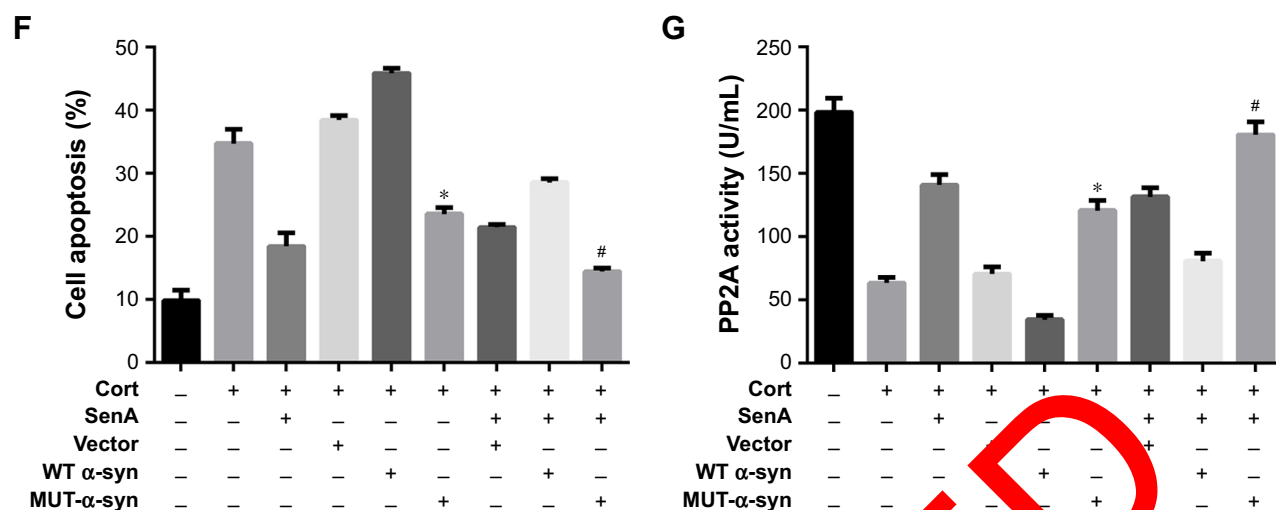 F
G
50
40
30
20
10
0
Cell apoptosis (%)
*
#
Cort – + + + + + + + +
SenA – – + – – – + + +
Vector – – – + – – + – –
WT α-syn – – – – + – – + –
MUT-α-syn – – – – – + – – +
250
200
150
100
50
0
PP2A activity (U/mL)
*
#
Cort – + + + + + + + +
SenA – – + – – – + + +
Vector – – – – – + – –
WT α-syn – – – – + – + –
MUT-α-syn – – – – + – – +
D